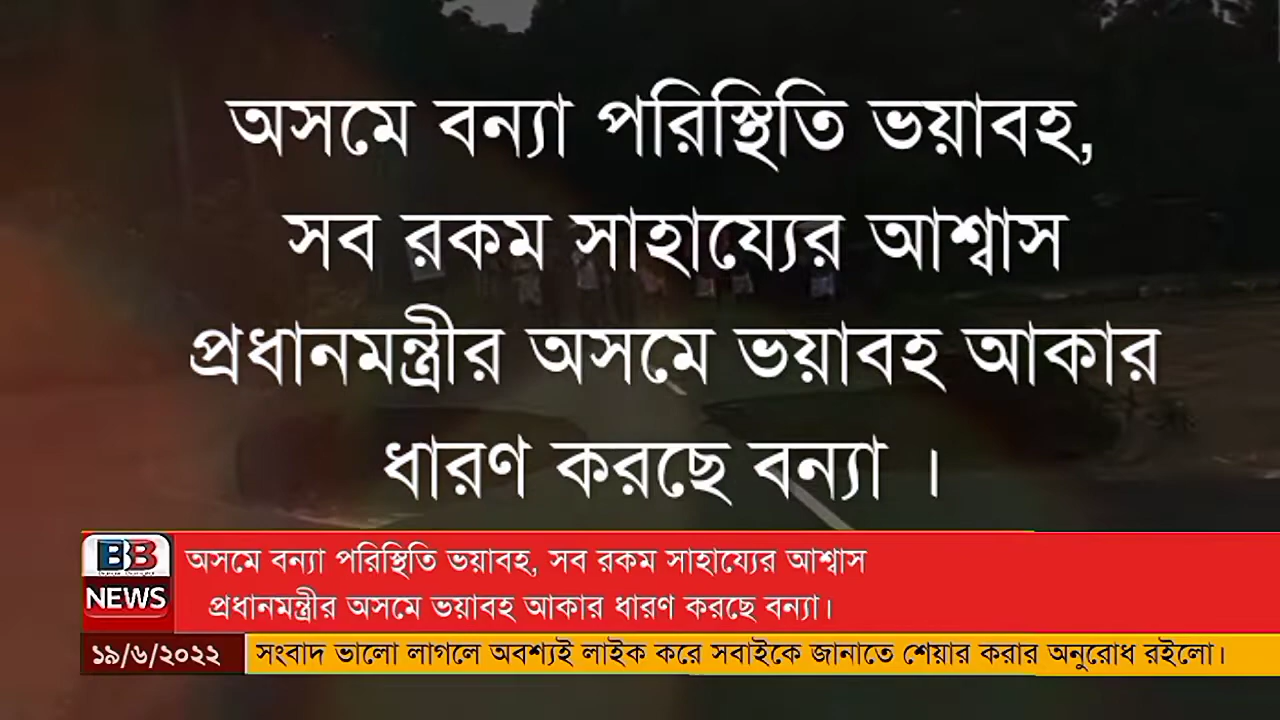 অসমে বন্যা পরিস্থিতি ভয়াবহ,
সব রকম সাহায্যের আশ্বাস
প্রধানমন্ত্রীর অসমে ভয়াবহ আকার
ধারণ করছে বন্যা ।
BB
NEWS
অসমে বন্যা পরিস্থিতি ভয়াবহ, সব রকম সাহায্যের আশ্বাস
প্রধানমন্ত্রীর অসমে ভয়াবহ আকার ধারণ করছে বন্যা।
১৯/৬/২০২২
সংবাদ ভালো লাগলে অবশ্যই লাইক করে সবাইকে জানাতে শেয়ার করার অনুরোধ রইলো।